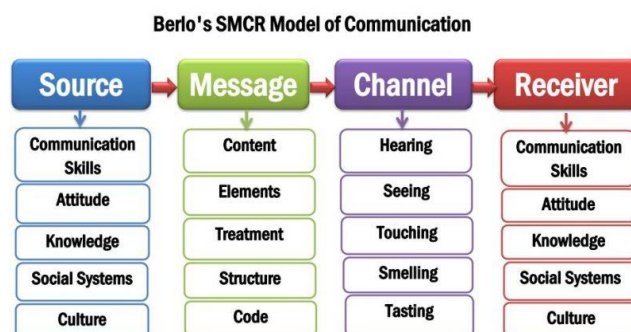 Berlo's SMCR Model of Communication
Source
Message
Channel
Receiver
Communication
Skills
Attitude
Knowledge
Social Systems
Culture
Content
Elements
Treatment
Structure
Code
Hearing
Seeing
Touching
Smelling
Tasting
Communication
Skills
Attitude
Knowledge
Social Systems
Culture